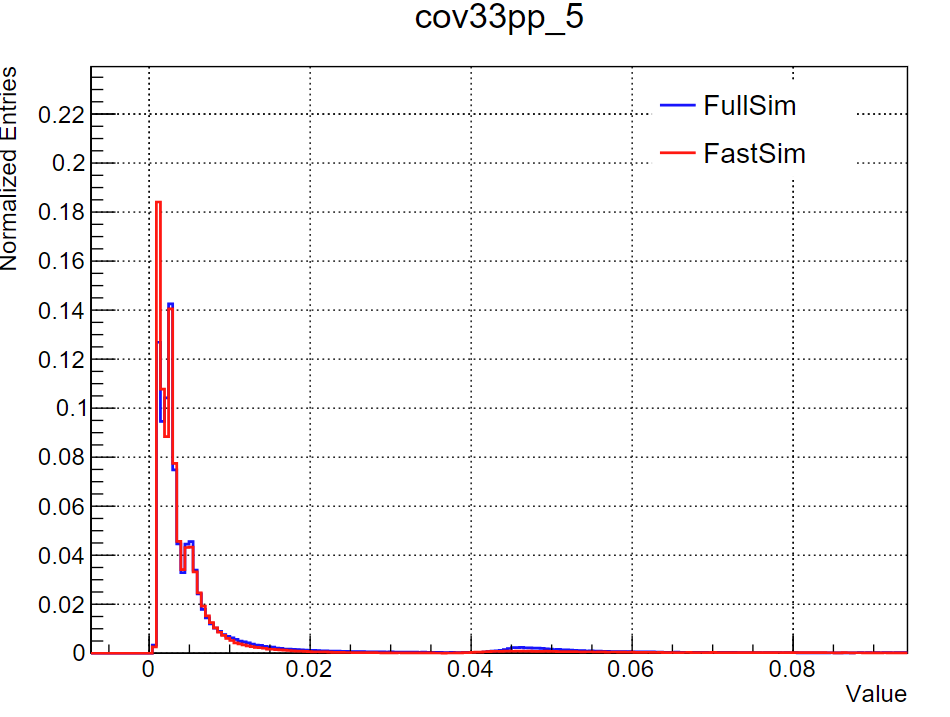 cov33pp_5
Normalized Entries
FullSim
FastSim
0.22
0.2
0.18
0.16
0.14
0.12
0.1
0.08
0.06
0.04
0.02
0
0 0.02 0.04 0.06 0.08
Value